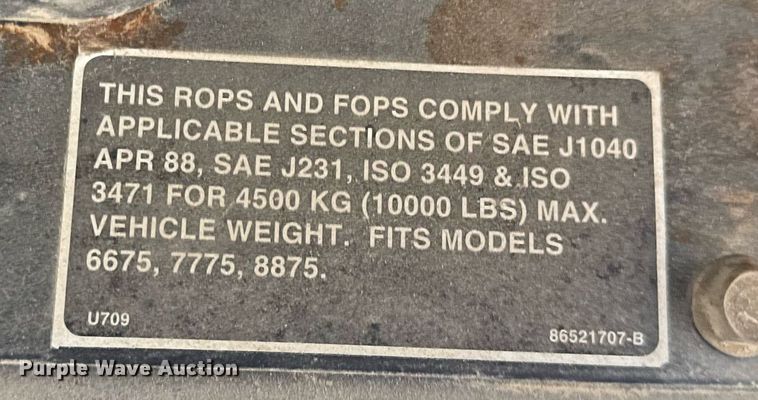 THIS ROPS AND FOPS COMPLY WITH
APPLICABLE SECTIONS OF SAE J1040
APR 88, SAE J231, ISO 3449 & ISO
3471 FOR 4500 KG (10000 LBS) MAX.
VEHICLE WEIGHT. FITS MODELS
6675, 7775, 8875.
U709
86521707-B
Purple Wave Auction